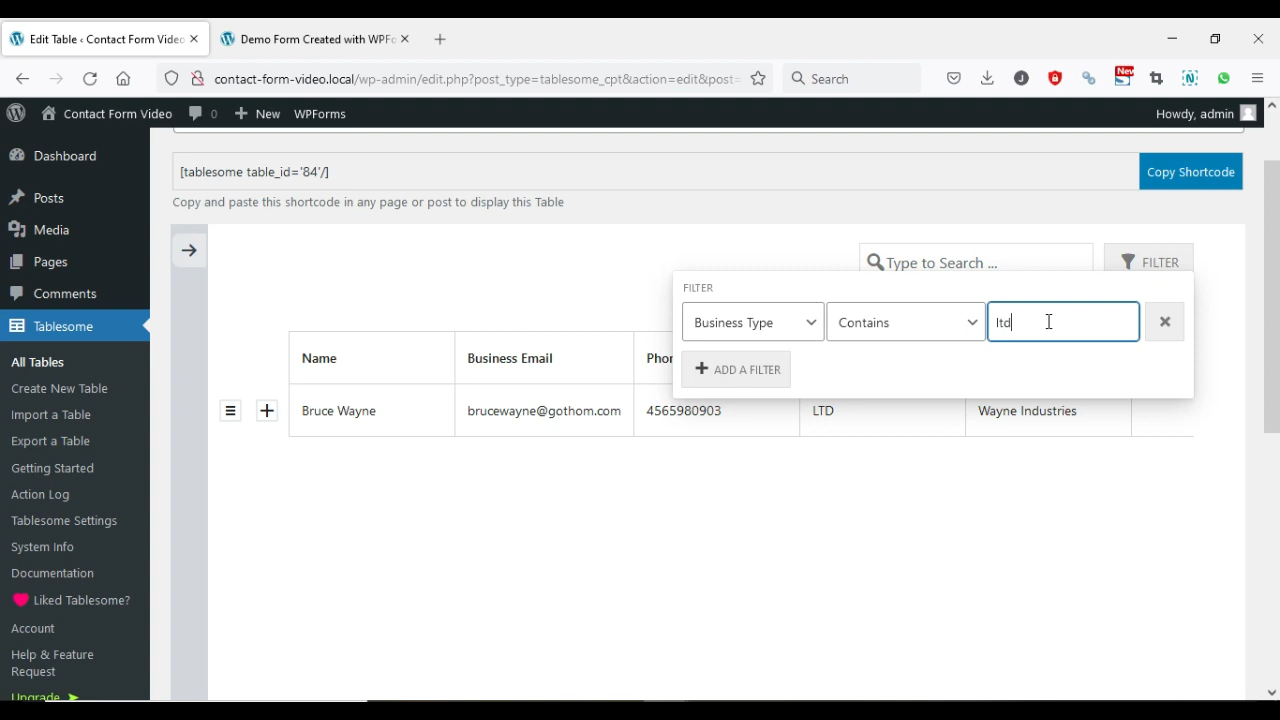 Edit Table ‹ Contact Form Video
Demo Form Created with WPFo
contact-form-video.local/wp-admin/edit.php?post_type=tablesome_cpt&action=edit&post=
Search
New
Contact Form Video
0
New
WPForms
Howdy, admin
Dashboard
Posts
Media
Pages
Comments
Tablesome
All Tables
Create New Table
Import a Table
Export a Table
Getting Started
Action Log
Tablesome Settings
System Info
Documentation
Liked Tablesome?
Account
Help & Feature
Request
Upgrade ➤
[tablesome table_id='84'/]
Copy Shortcode
Copy and paste this shortcode in any page or post to display this Table
Type to Search ...
FILTER
FILTER
Business Type
Contains
ltd
ADD A FILTER
Name
Business Email
Phon
Bruce Wayne
brucewayne@gothom.com
4565980903
LTD
Wayne Industries